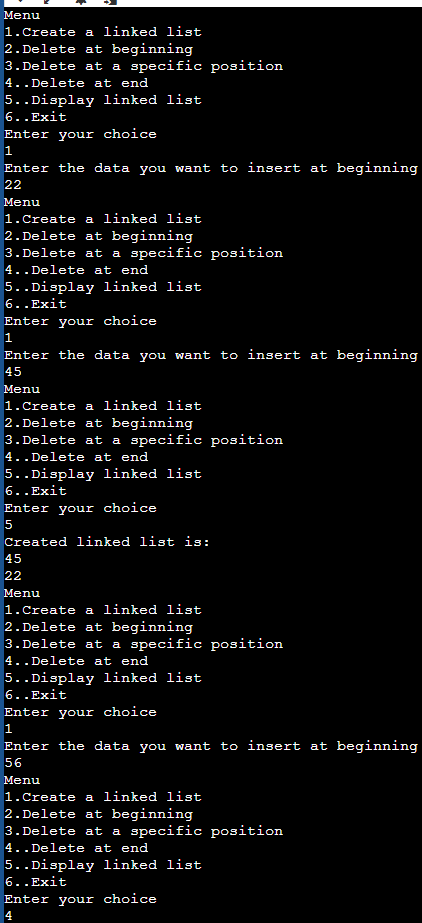 Menu
1.Create a linked list
2.Delete at beginning
3.Delete at a specific position
4..Delete at end
5..Display linked list
6..Exit
Enter your choice
1
Enter the data you want to insert at beginning
22
Menu
1.Create a linked list
2.Delete at beginning
3.Delete at a specific position
4..Delete at end
5..Display linked list
6..Exit
Enter your choice
1
Enter the data you want to insert at beginning
45
Menu
1.Create a linked list
2.Delete at beginning
3.Delete at a specific position
4..Delete at end
5..Display linked list
6..Exit
Enter your choice
5
Created linked list is:
45
22
Menu
1.Create a linked list
2.Delete at beginning
3.Delete at a specific position
4..Delete at end
5..Display linked list
6..Exit
Enter your choice
1
Enter the data you want to insert at beginning
56
Menu
1.Create a linked list
2.Delete at beginning
3.Delete at a specific position
4..Delete at end
5..Display linked list
6..Exit
Enter your choice
4